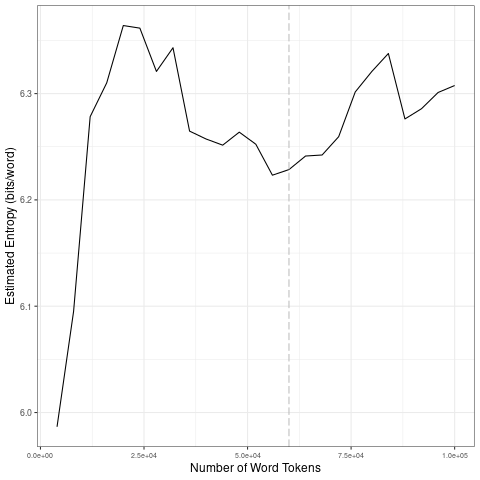 Estimated Entropy (bits/word)
6.3
6.2
6.1
6.0
0.0e+00 2.5e+04 5.0e+04 7.5e+04 1.0e+05
Number of Word Tokens